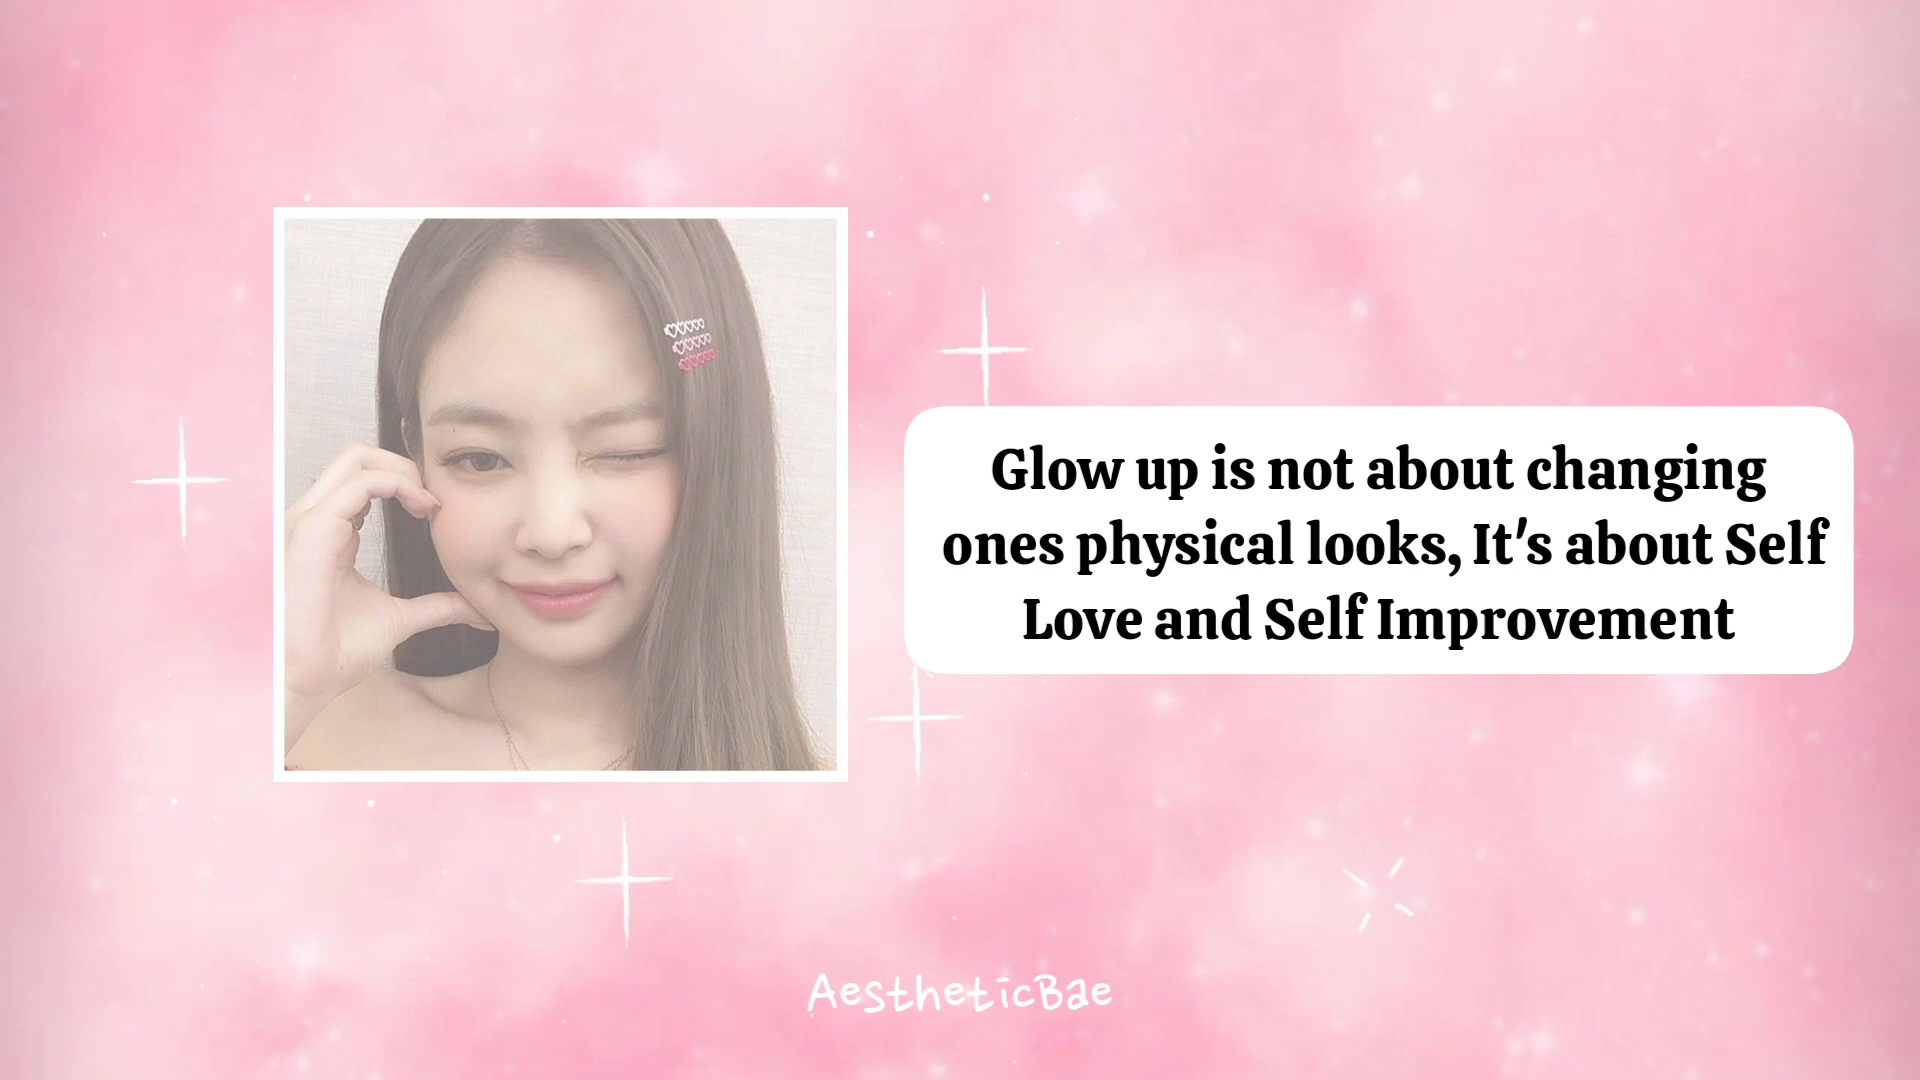 Glow up is not about changing
ones physical looks, It's about Self
Love and Self Improvement
AestheticBae